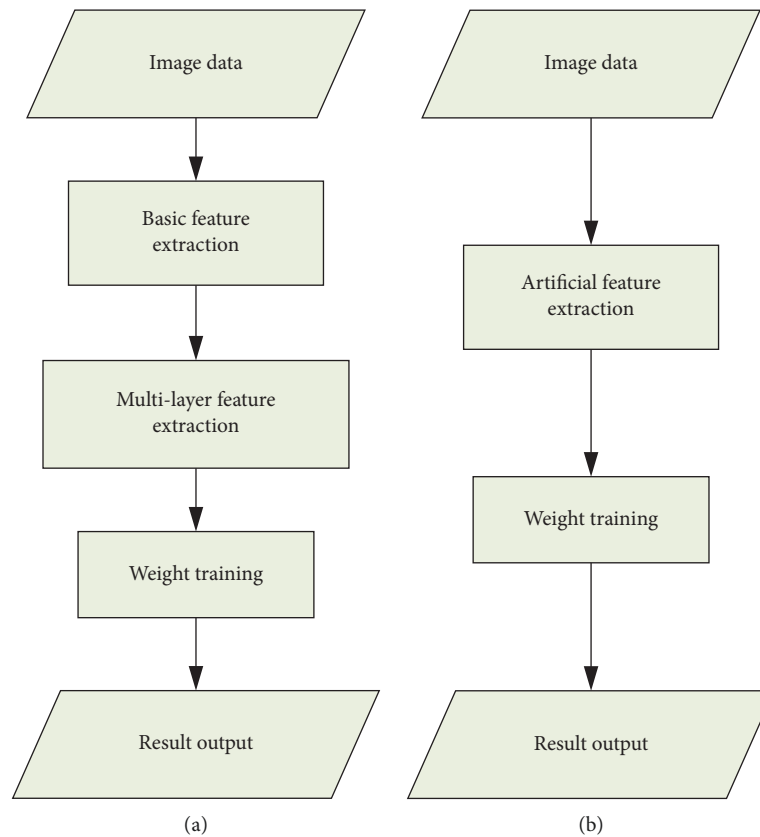 Image data
Basic feature
extraction
Multi-layer feature
extraction
Weight training
Result output
(a)
Image data
Artificial feature
extraction
Weight training
Result output
(b)